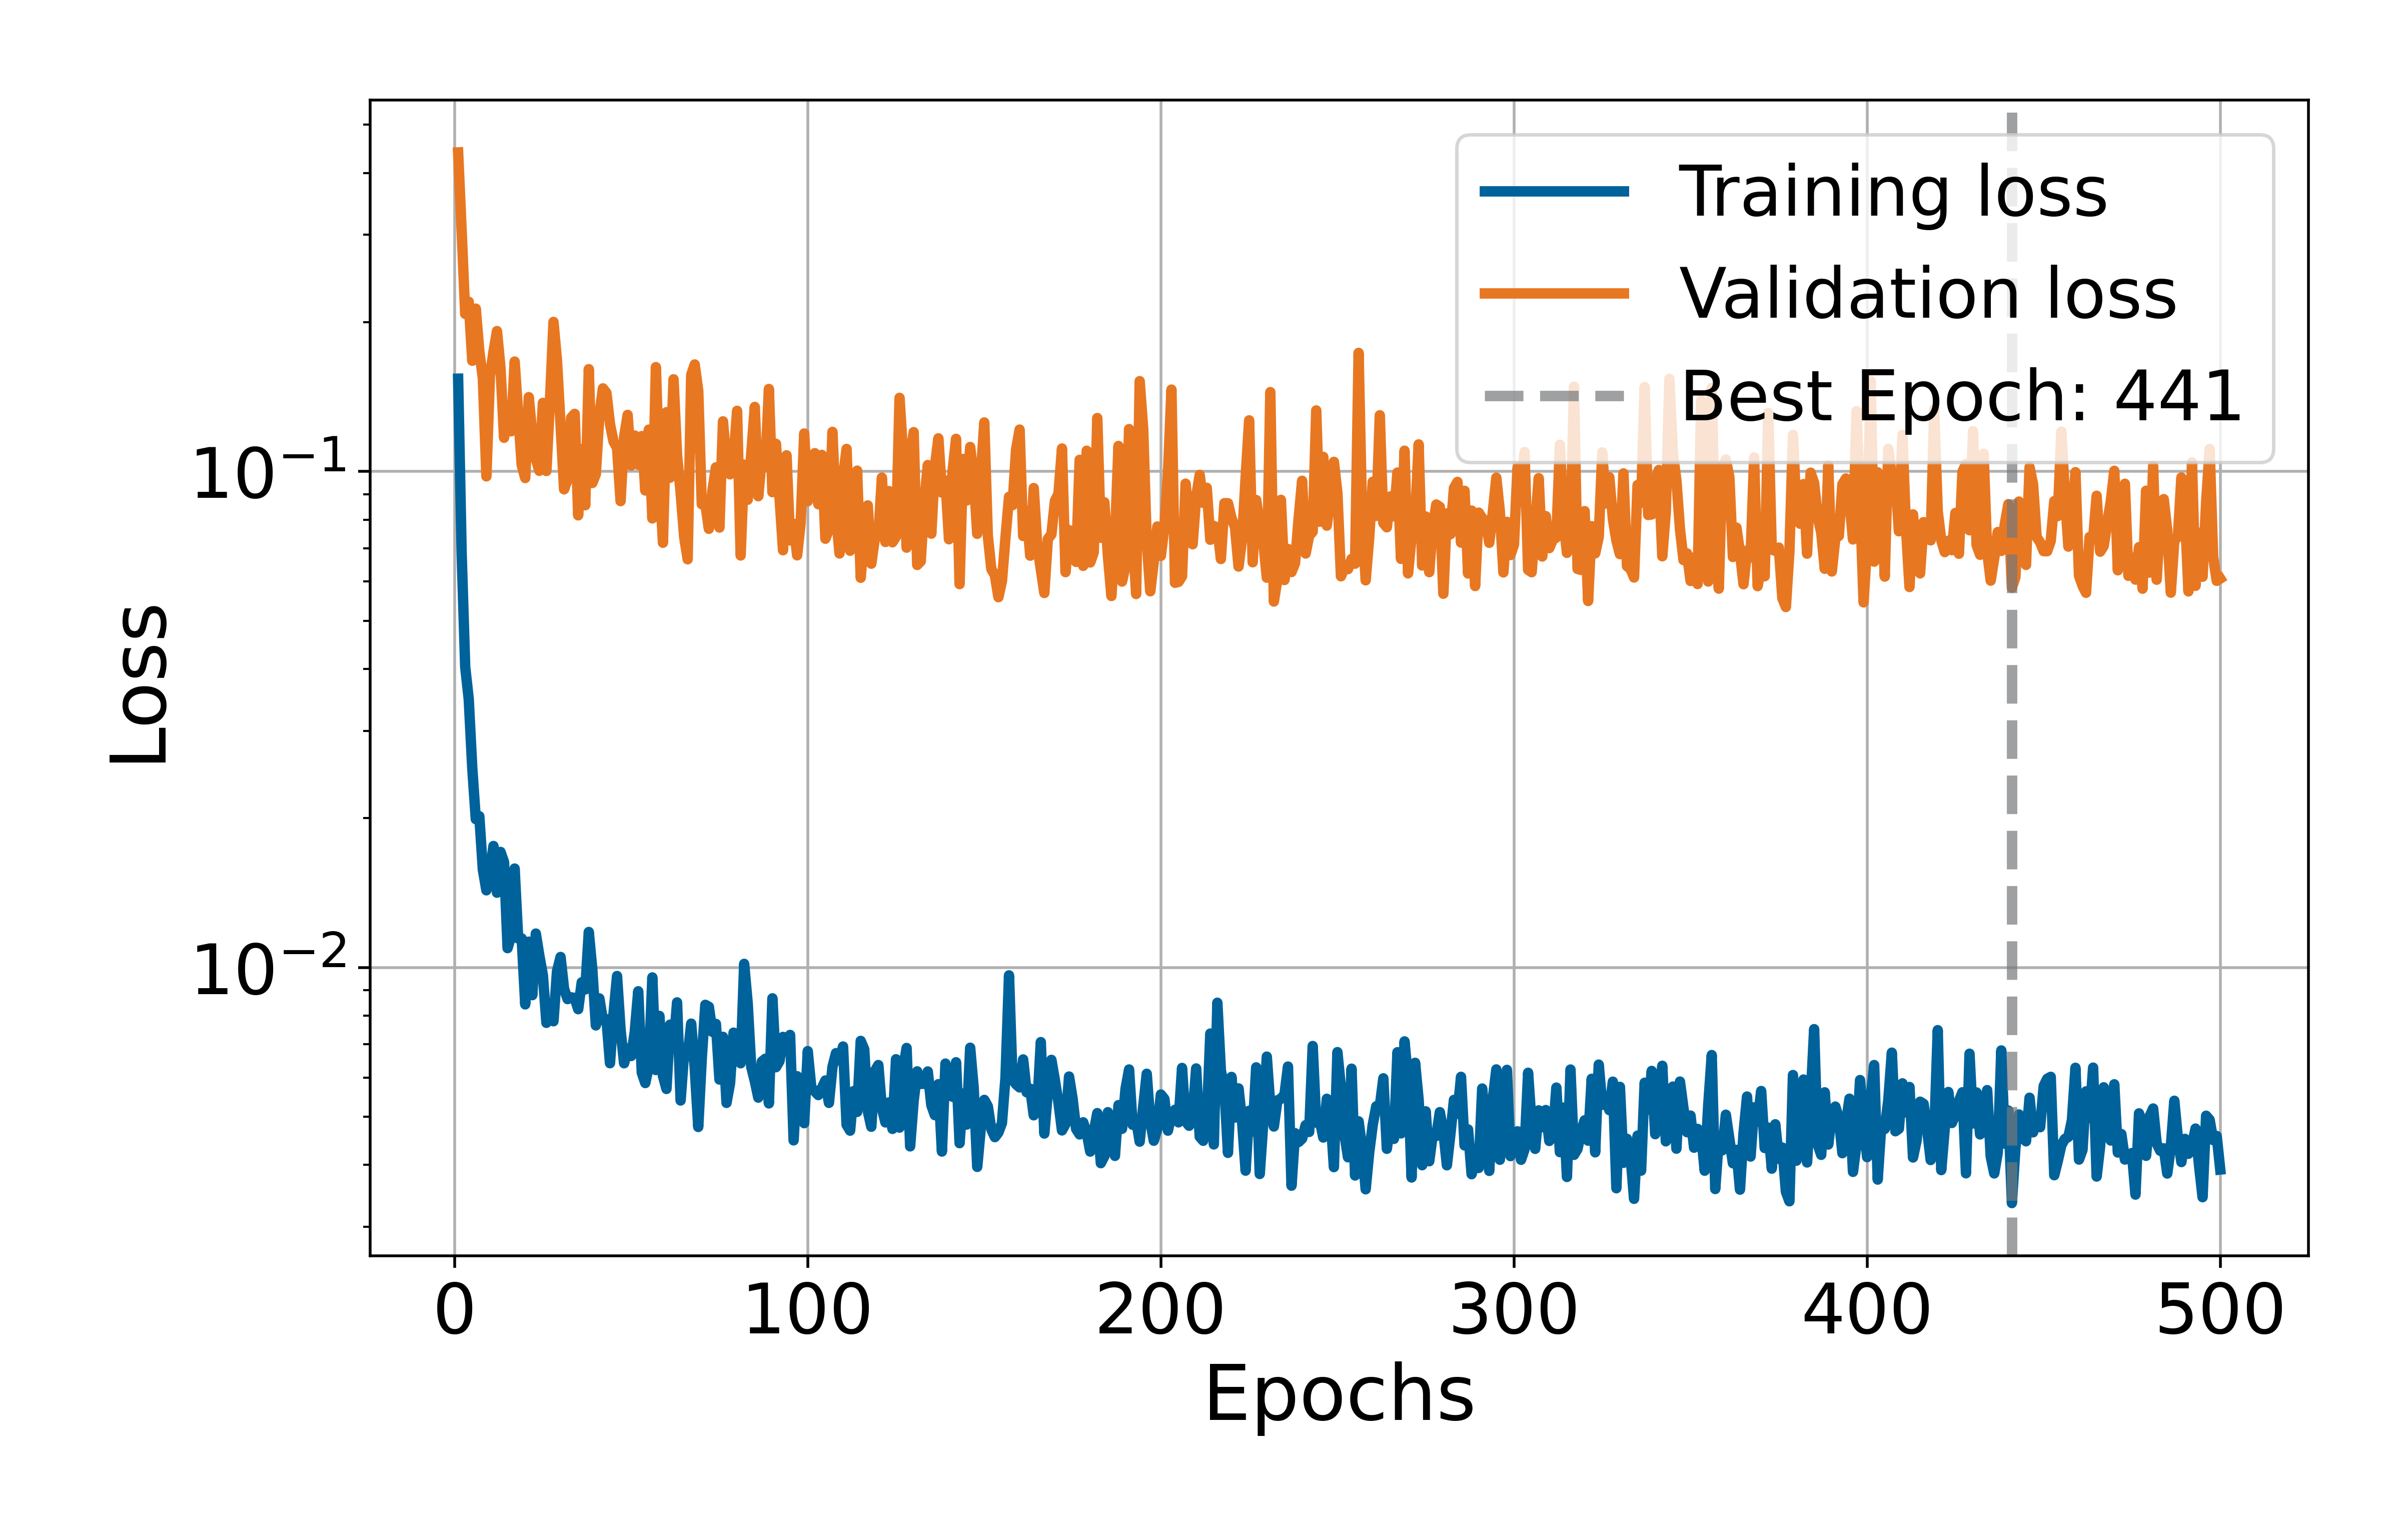 Training loss
Validation loss
Best Epoch: 441
10⁻¹
10⁻²
Loss
0 100 200 300 400 500
Epochs